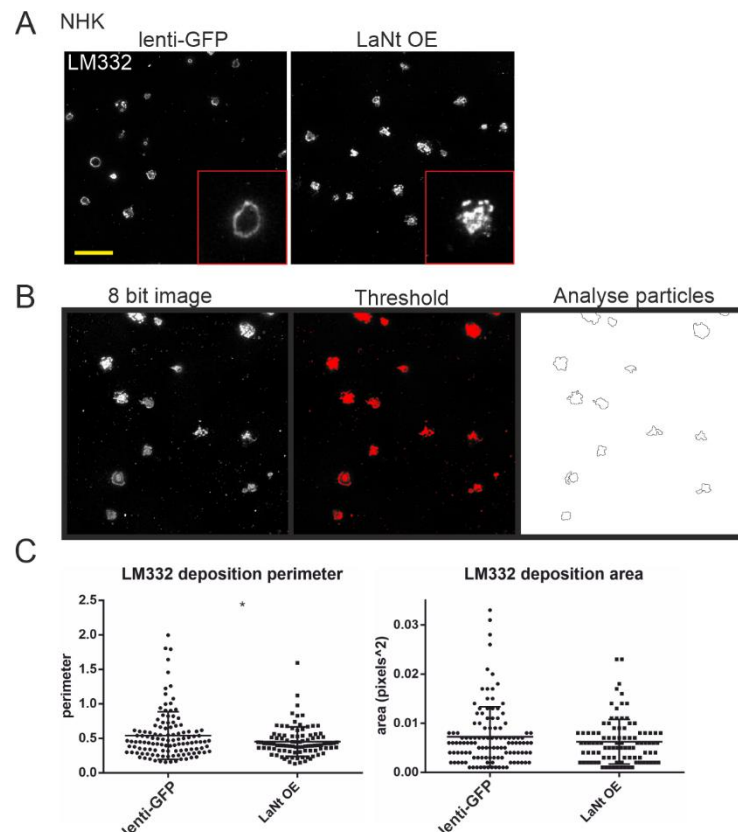 A NHK
lenti-GFP LaNt OE
LM332
B
8 bit image Threshold Analyse particles
C
LM332 deposition perimeter LM332 deposition area
2.5
*
2.0
1.5
1.0
0.5
0.0
perimeter
lenti-GFP LaNt OE
0.03
0.02
0.01
0.00
area (pixels^2)
lenti-GFP LaNt OE